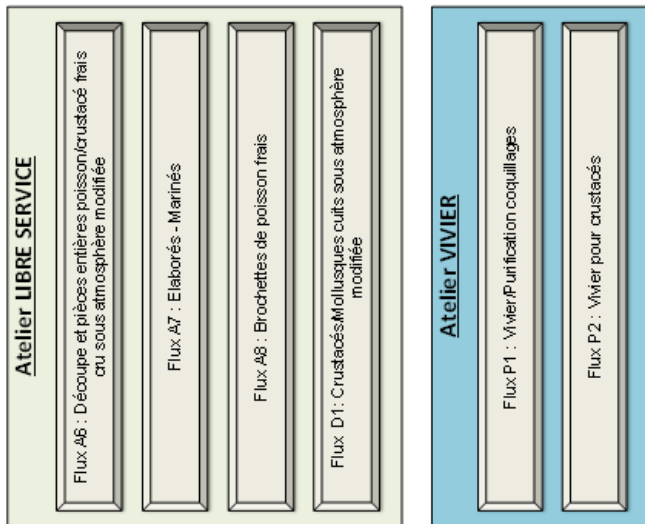 Atelier LIBRE SERVICE
Flux A6 : Découpe et pièces entières poisson/crustacé frais
cru sous atmosphère modifiée
Flux A7 : Elaborés - Marinés
Flux A8 : Brochettes de poisson frais
Flux D1: Crustacés/Mollusques cuits sous atmosphère
modifiée
Atelier VIVIER
Flux P1 : Vivier/Purification coquillages
Flux P2 : Vivier pour crustacés